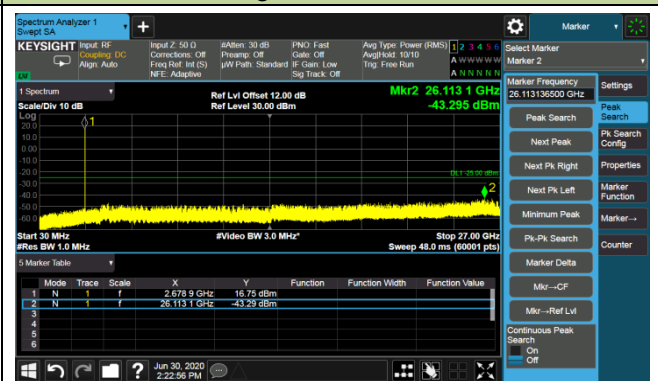 Spectrum Analyzer 1
Swept SA
Marker
KEYSIGHT
Input: RF
Coupling: DC
Align: Auto
Input Z: 50 Ω
Corrections: Off
Freq Ref: Int (S)
NFE: Adaptive
#Atten: 30 dB
Preamp: Off
µW Path: Standard
PNO: Fast
Gate: Off
IF Gain: Low
Sig Track: Off
Avg Type: Power (RMS)
Avg|Hold: 10/10
Trig: Free Run
1 2 3 4 5 6
A W W W W W
A N N N N N
LXI
Select Marker
Marker 2
1 Spectrum
Scale/Div 10 dB
Ref Lvl Offset 12.00 dB
Ref Level 30.00 dBm
Mkr2 26.113 1 GHz
-43.295 dBm
Log
20.0
10.0
0.00
-10.0
-20.0
-30.0
-40.0
-50.0
-60.0
1
DL1 -25.00 dBm
2
Start 30 MHz
#Res BW 1.0 MHz
#Video BW 3.0 MHz*
Stop 27.00 GHz
Sweep 48.0 ms (60001 pts)
5 Marker Table
Mode Trace Scale X Y Function Function Width Function Value
1 N 1 f 2.678 9 GHz 16.75 dBm
2 N 1 f 26.113 1 GHz -43.29 dBm
3
4
5
6
Marker Frequency
26.113136500 GHz
Peak Search
Next Peak
Next Pk Right
Next Pk Left
Minimum Peak
Pk-Pk Search
Marker Delta
Mkr→CF
Mkr→Ref Lvl
Continuous Peak
Search
On
Off
Settings
Peak
Search
Pk Search
Config
Properties
Marker
Function
Marker→
Counter
Jun 30, 2020
2:22:56 PM